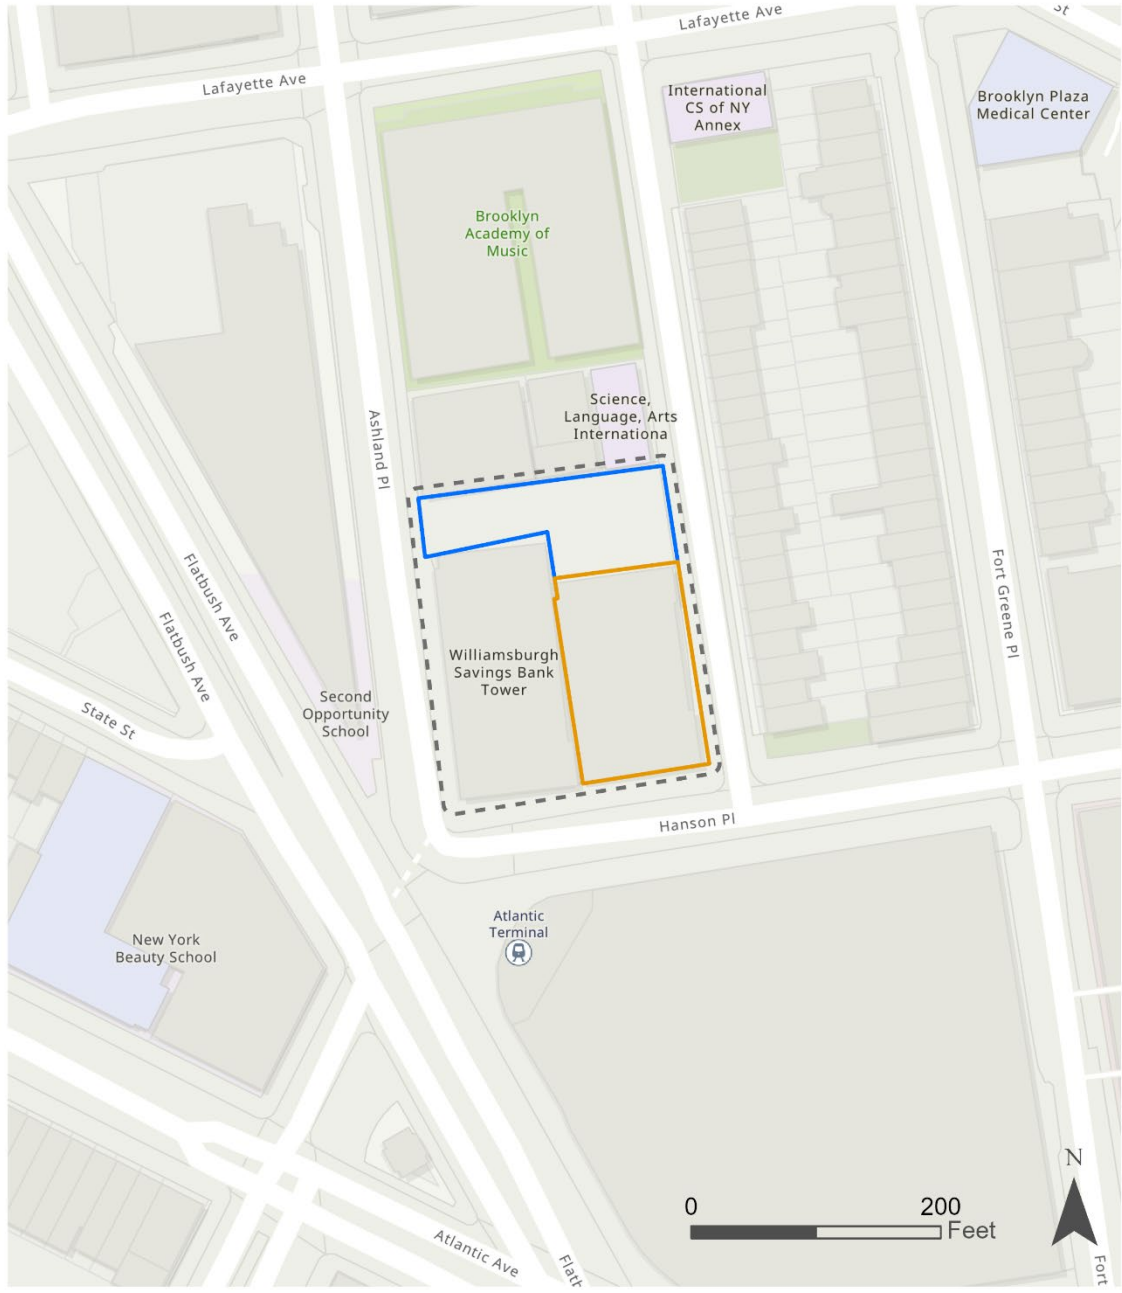 Lafayette Ave
St
Lafayette Ave
International
CS of NY
Annex
Brooklyn Plaza
Medical Center
Brooklyn
Academy of
Music
Science,
Language, Arts
Internationa
Ashland Pl
Flatbush Ave
Flatbush Ave
Fort Greene Pl
Williamsburgh
Savings Bank
Tower
Second
Opportunity
School
State St
Hanson Pl
Atlantic
Terminal
New York
Beauty School
N
0
200
Feet
Atlantic Ave
Flatb
Fort